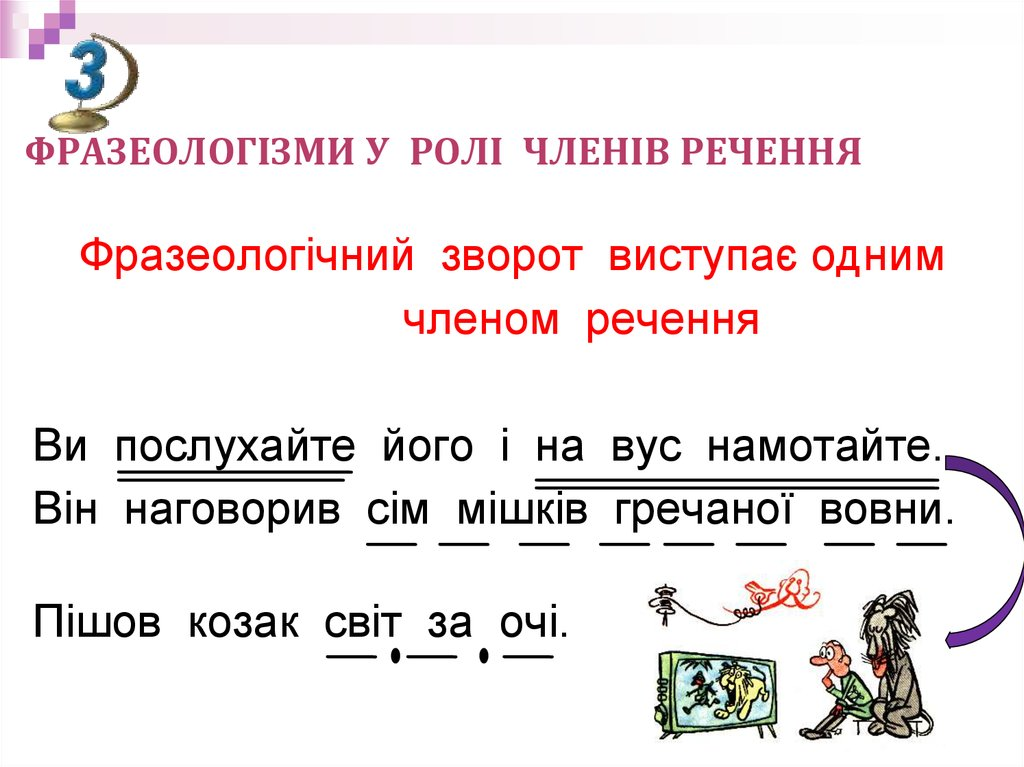 3
ФРАЗЕОЛОГІЗМИ У РОЛІ ЧЛЕНІВ РЕЧЕННЯ
Фразеологічний зворот виступає одним
членом речення
Ви послухайте його і на вус намотайте.
Він наговорив сім мішків гречаної вовни.
Пішов козак світ за очі.